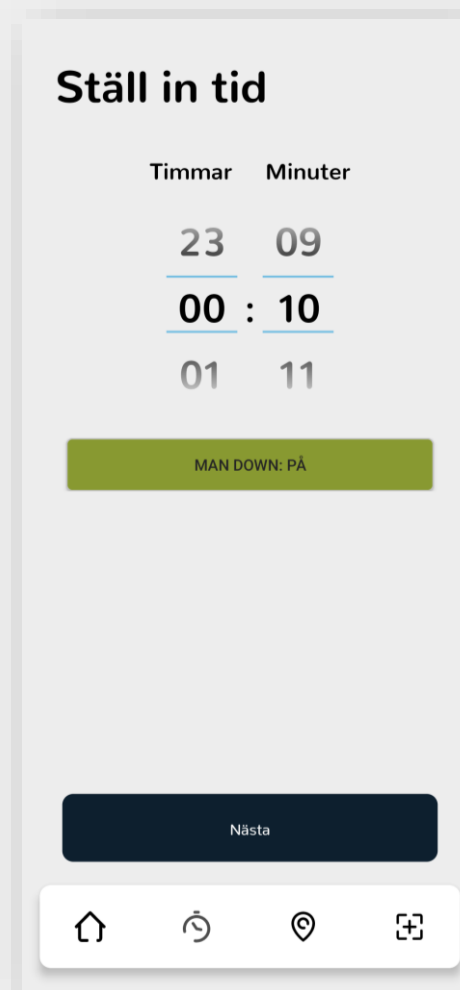 Ställ in tid
Timmar Minuter
23 09
00 : 10
01 11
MAN DOWN: PÅ
Nästa